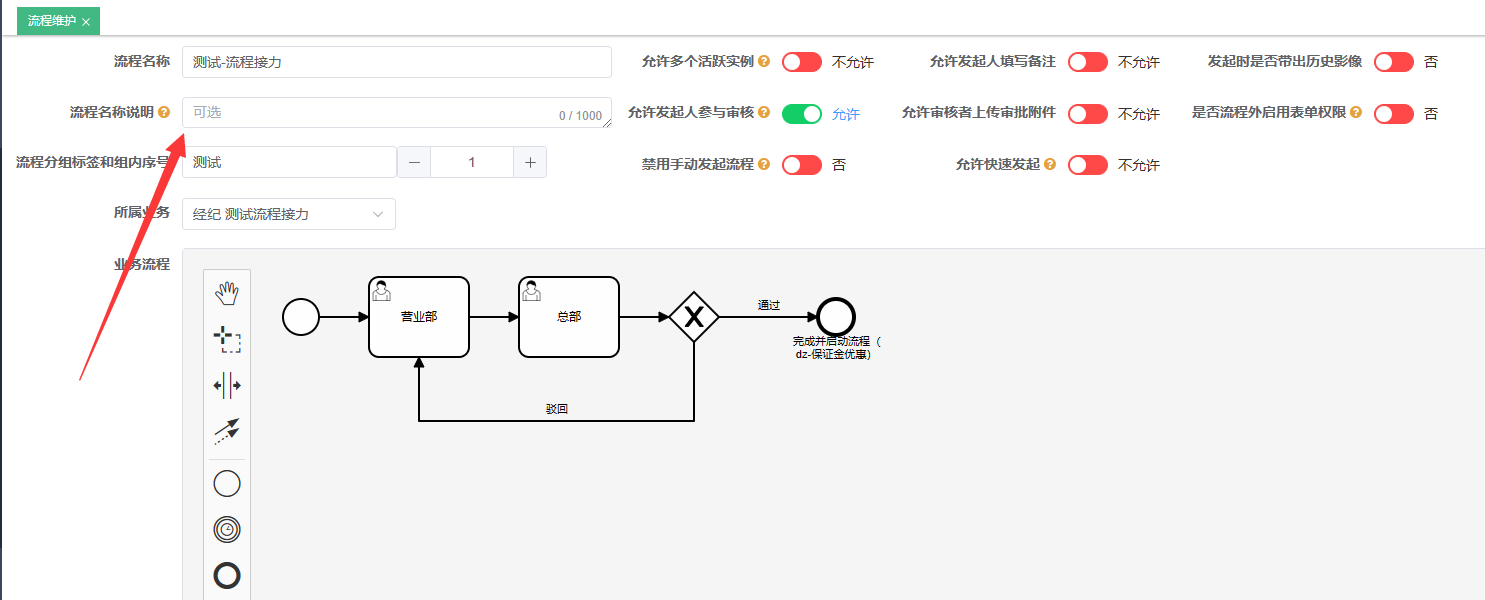 流程维护
流程名称 测试-流程接力 允许多个活跃实例 不允许 允许发起人填写备注 不允许 发起时是否带出历史影像 否
流程名称说明 可选 0 / 1000 允许发起人参与审核 允许 允许审核者上传审批附件 不允许 是否流程外启用表单权限 否
流程分组标签和组内序号 测试 1 禁用手动发起流程 否 允许快速发起 不允许
所属业务 经纪 测试流程接力
业务流程
营业部
总部
通过
完成并启动流程（
dz-保证金优惠）
驳回